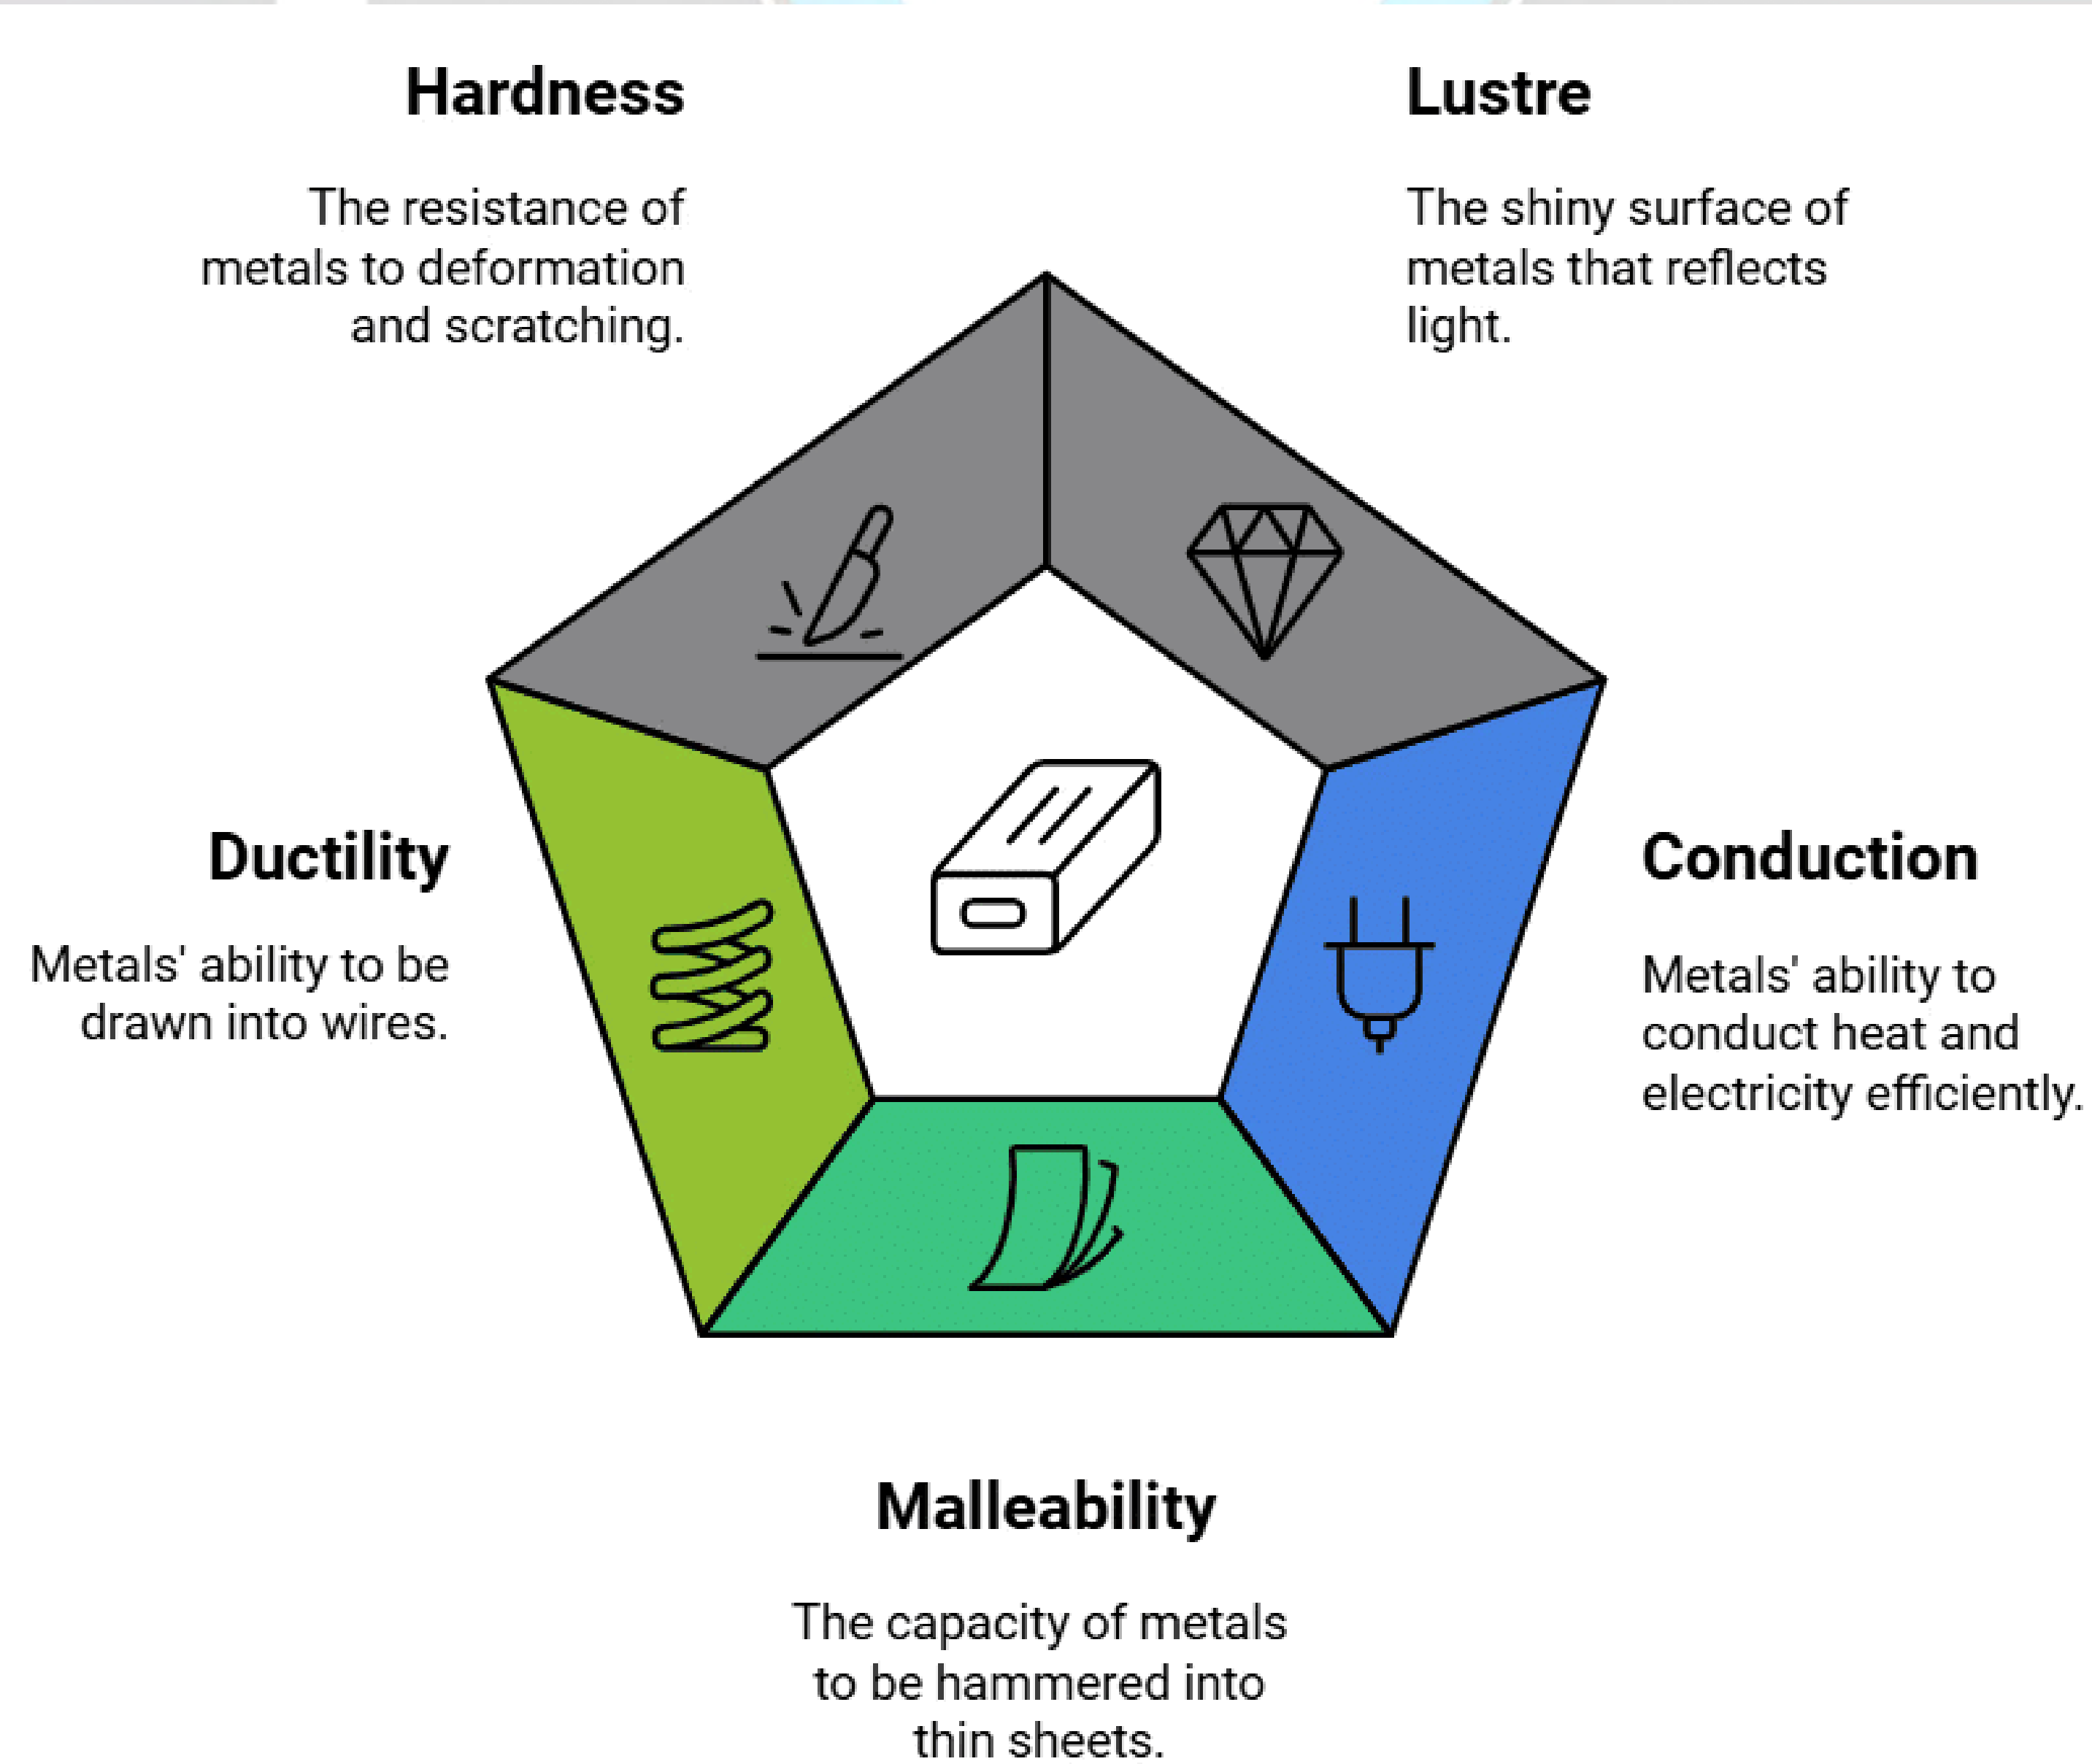 Hardness
The resistance of
metals to deformation
and scratching.
Lustre
The shiny surface of
metals that reflects
light.
Ductility
Metals' ability to be
drawn into wires.
Conduction
Metals' ability to
conduct heat and
electricity efficiently.
Malleability
The capacity of metals
to be hammered into
thin sheets.